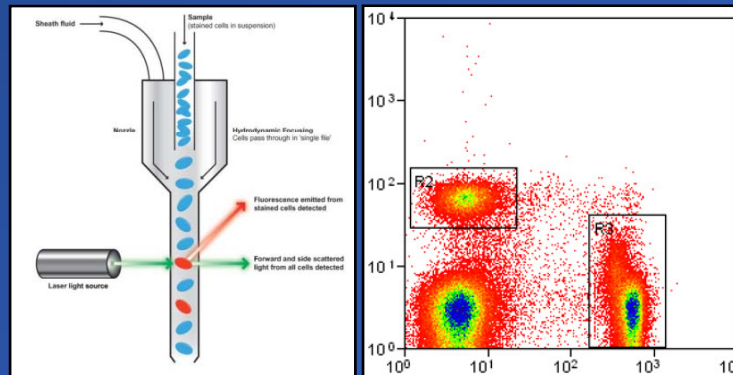 Sheath fluid
Sample
(stained cells in suspension)
Nozzle
Hydrodynamic Focusing
Cells pass through in 'single file'
Fluorescence emitted from
stained cells detected
Forward and side scattered
light from all cells detected
Laser light source
10⁴
10³
10²
10¹
10⁰
R2
R3
10⁰ 10¹ 10² 10³ 10